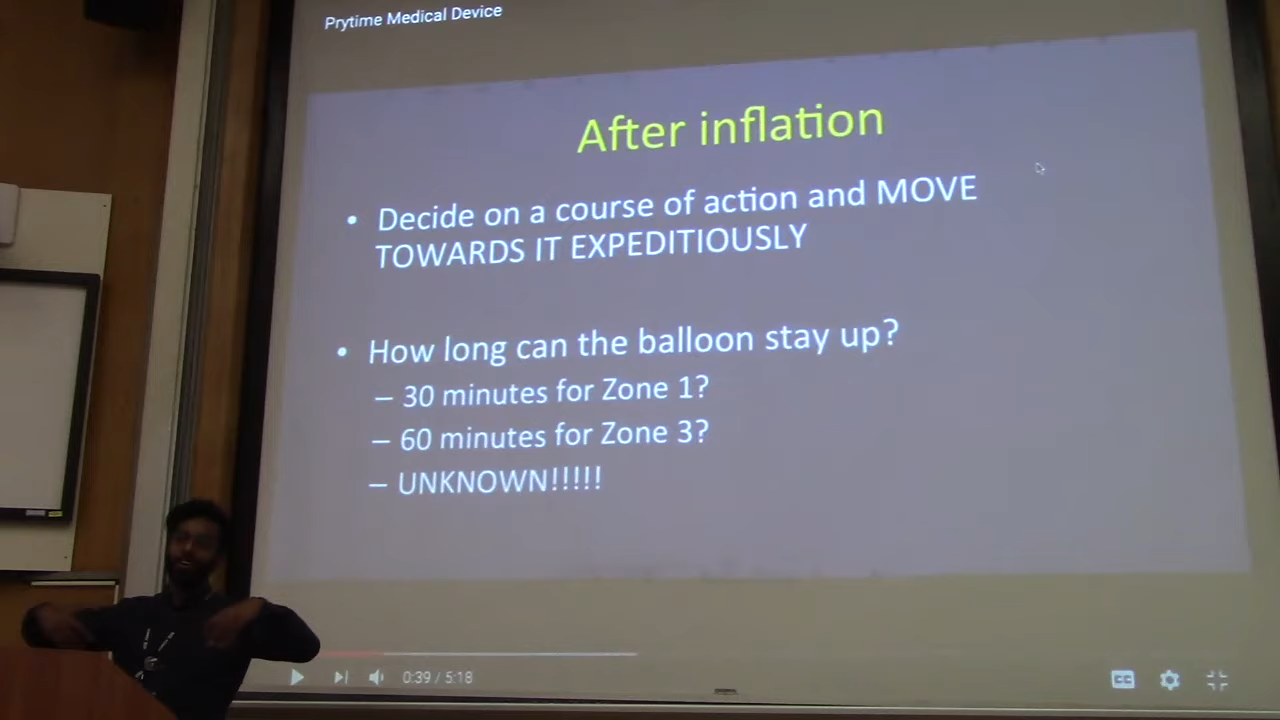 Prytime Medical Device
After inflation
• Decide on a course of action and MOVE
TOWARDS IT EXPEDITIOUSLY
• How long can the balloon stay up?
– 30 minutes for Zone 1?
– 60 minutes for Zone 3?
– UNKNOWN!!!!!
0:39 / 5:18
CC